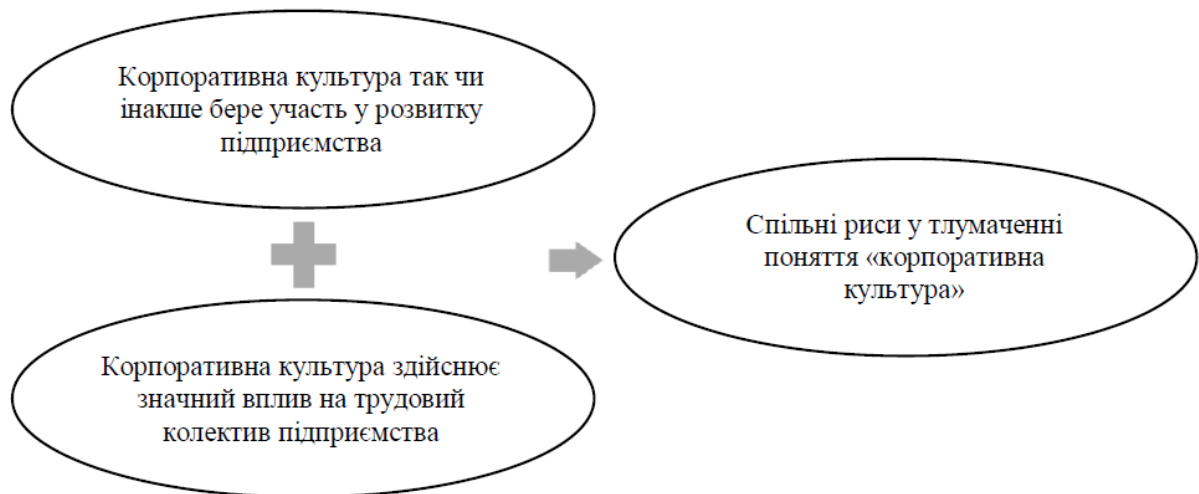 Корпоративна культура так чи
інакше бере участь у розвитку
підприємства
Корпоративна культура здійснює
значний вплив на трудовий
колектив підприємства
Спільні риси у тлумаченні
поняття «корпоративна
культура»